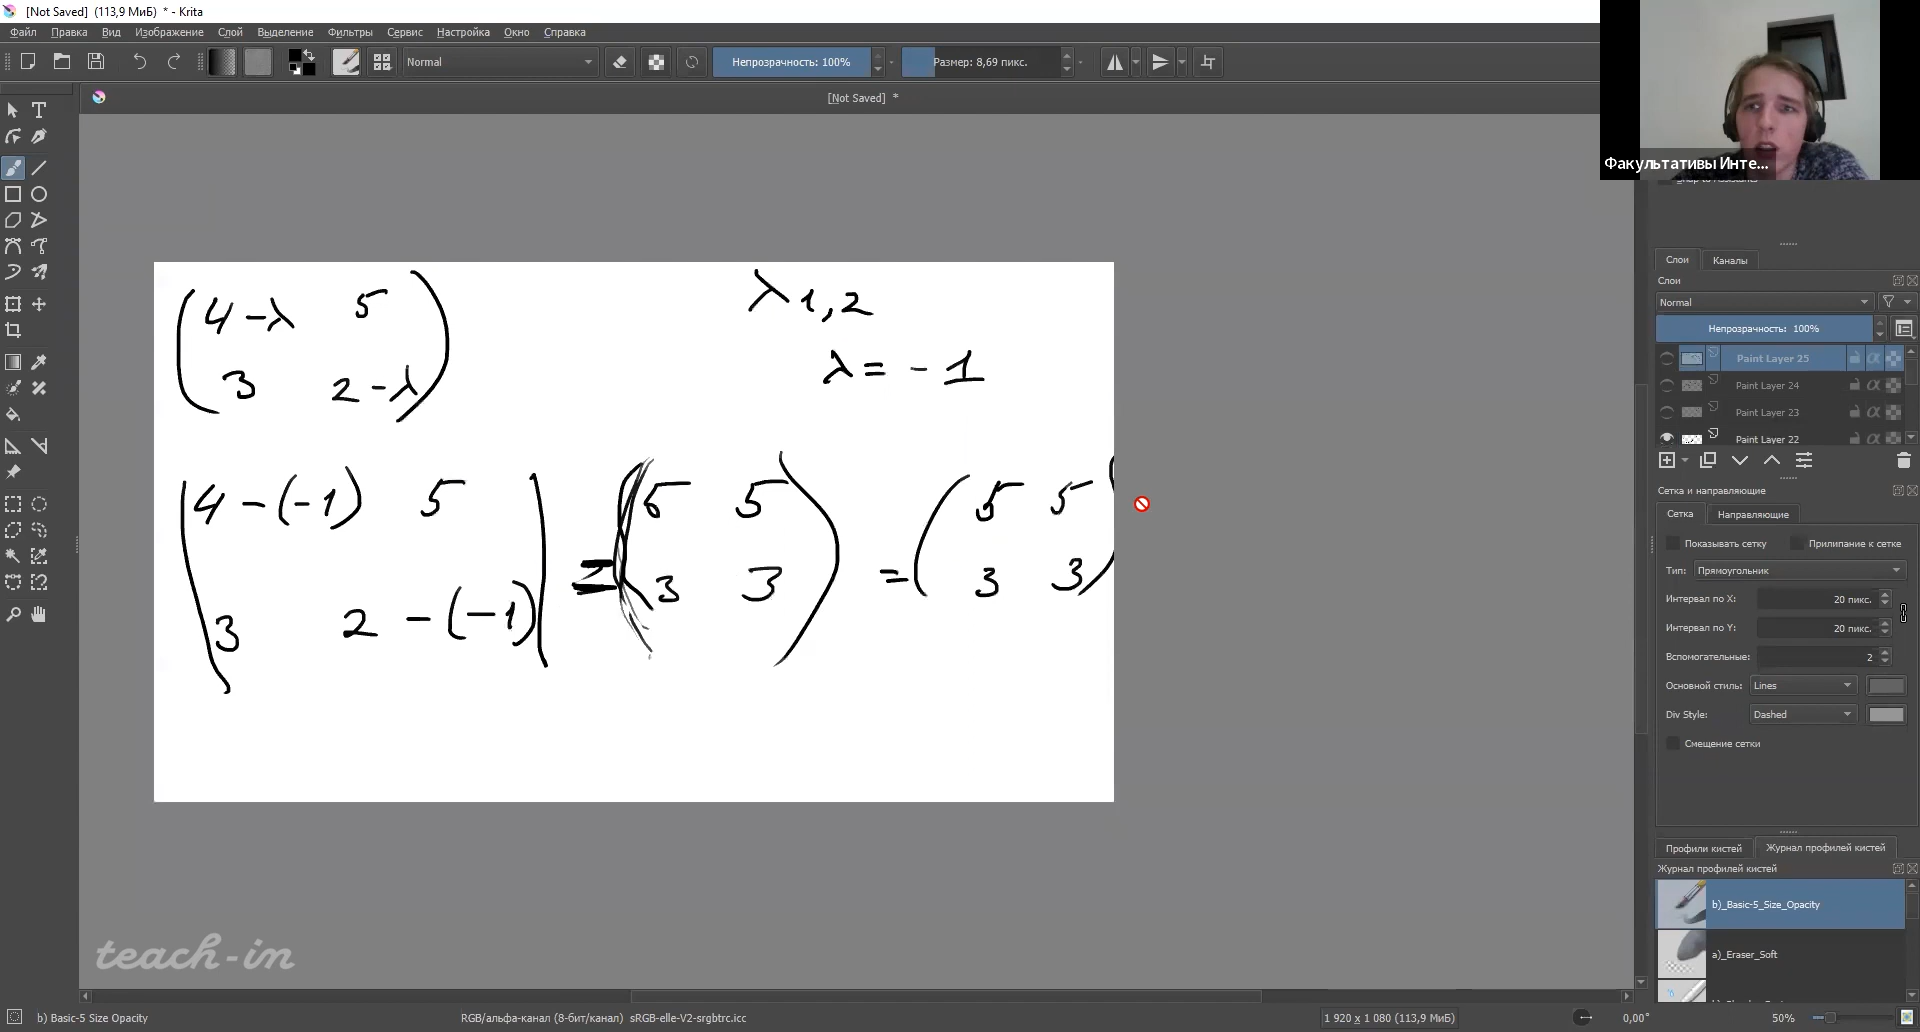 [Not Saved] (113,9 МиБ) * - Krita
Файл Правка Вид Изображение Слой Выделение Фильтры Сервис Настройка Окно Справка
Normal Непрозрачность: 100% Размер: 8,69 пикс.
[Not Saved] *
Факультативы Инте...
Слои Каналы
Слои
Normal
Непрозрачность: 100%
Paint Layer 25
Paint Layer 24
Paint Layer 23
Paint Layer 22
Сетка и направляющие
Сетка Направляющие
Показывать сетку Прилипание к сетке
Тип: Прямоугольник
Интервал по X: 20 пикс.
Интервал по Y: 20 пикс.
Вспомогательные: 2
Основной стиль: Lines
Div Style: Dashed
Смещение сетки
Профили кистей Журнал профилей кистей
Журнал профилей кистей
b)_Basic-5_Size_Opacity
a)_Eraser_Soft
(4-λ 5
3 2-λ)
λ1,2
λ = - 1
|4-(-1) 5
3 2-(-1)| = (5 5
3 3) = (5 5
3 3)
teach-in
b) Basic-5 Size Opacity RGB/альфа-канал (8-бит/канал) sRGB-elle-V2-srgbtrc.icc 1 920 x 1 080 (113,9 МиБ) 0,00° 50%